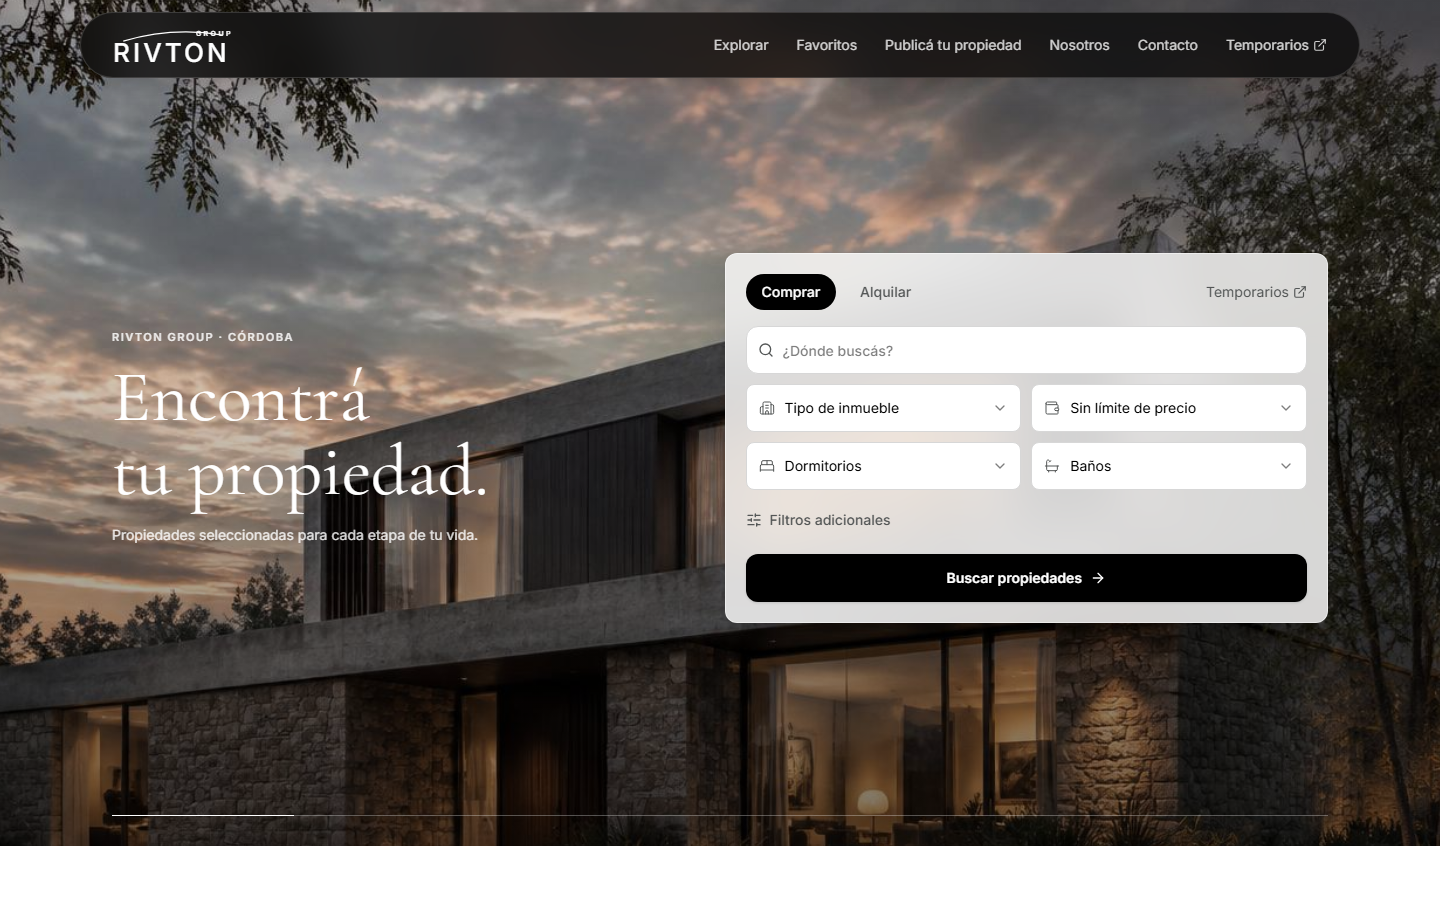 GROUP
RIVTON
Explorar
Favoritos
Publicá tu propiedad
Nosotros
Contacto
Temporarios
RIVTON GROUP · CÓRDOBA
Encontrá
tu propiedad.
Propiedades seleccionadas para cada etapa de tu vida.
Comprar
Alquilar
Temporarios
¿Dónde buscás?
Tipo de inmueble
Sin límite de precio
Dormitorios
Baños
Filtros adicionales
Buscar propiedades